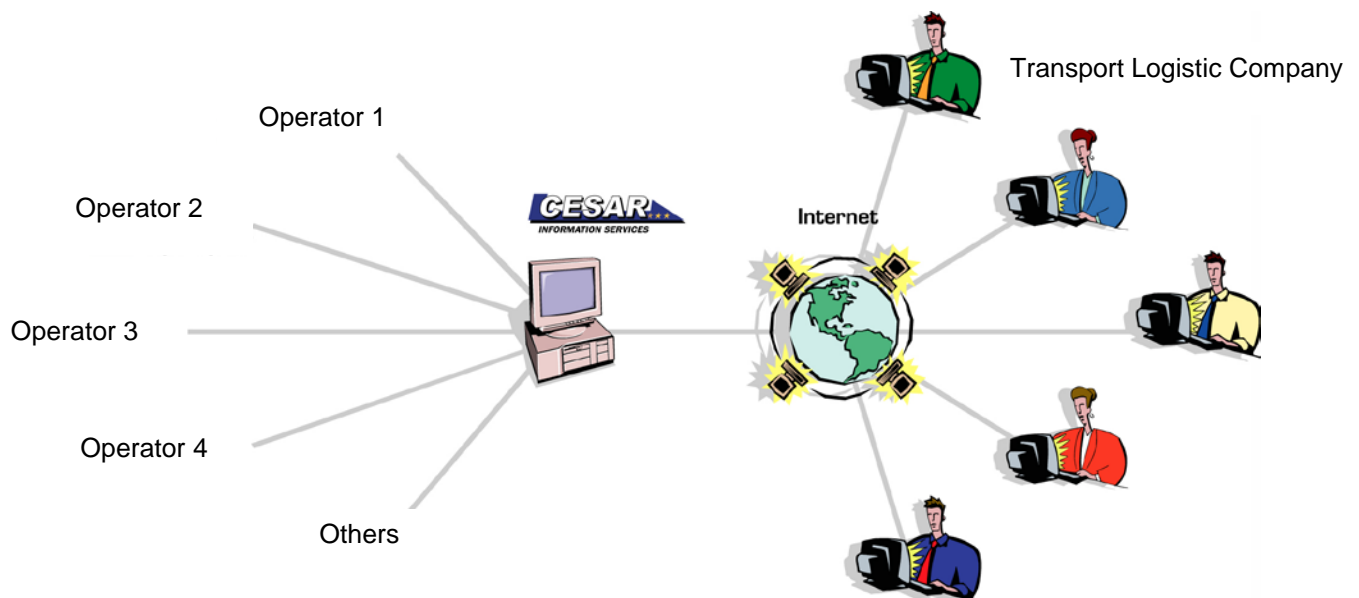 Transport Logistic Company
Operator 1
Operator 2
CESAR
INFORMATION SERVICES
Internet
Operator 3
Operator 4
Others